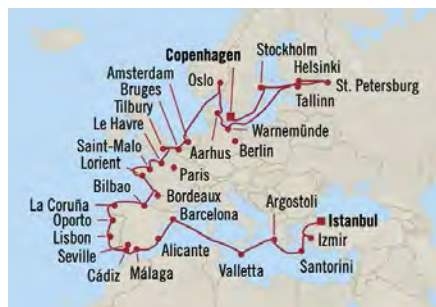 Copenhagen
Stockholm
Helsinki
Amsterdam
Oslo
St. Petersburg
Bruges
Tallinn
Tilbury
Le Havre
Warnemünde
Saint-Malo
Aarhus
Berlin
Lorient
Paris
Bilbao
Bordeaux
La Coruña
Barcelona
Argostoli
Oporto
Istanbul
Lisbon
Izmir
Seville
Alicante
Santorini
Cádiz
Málaga
Valletta